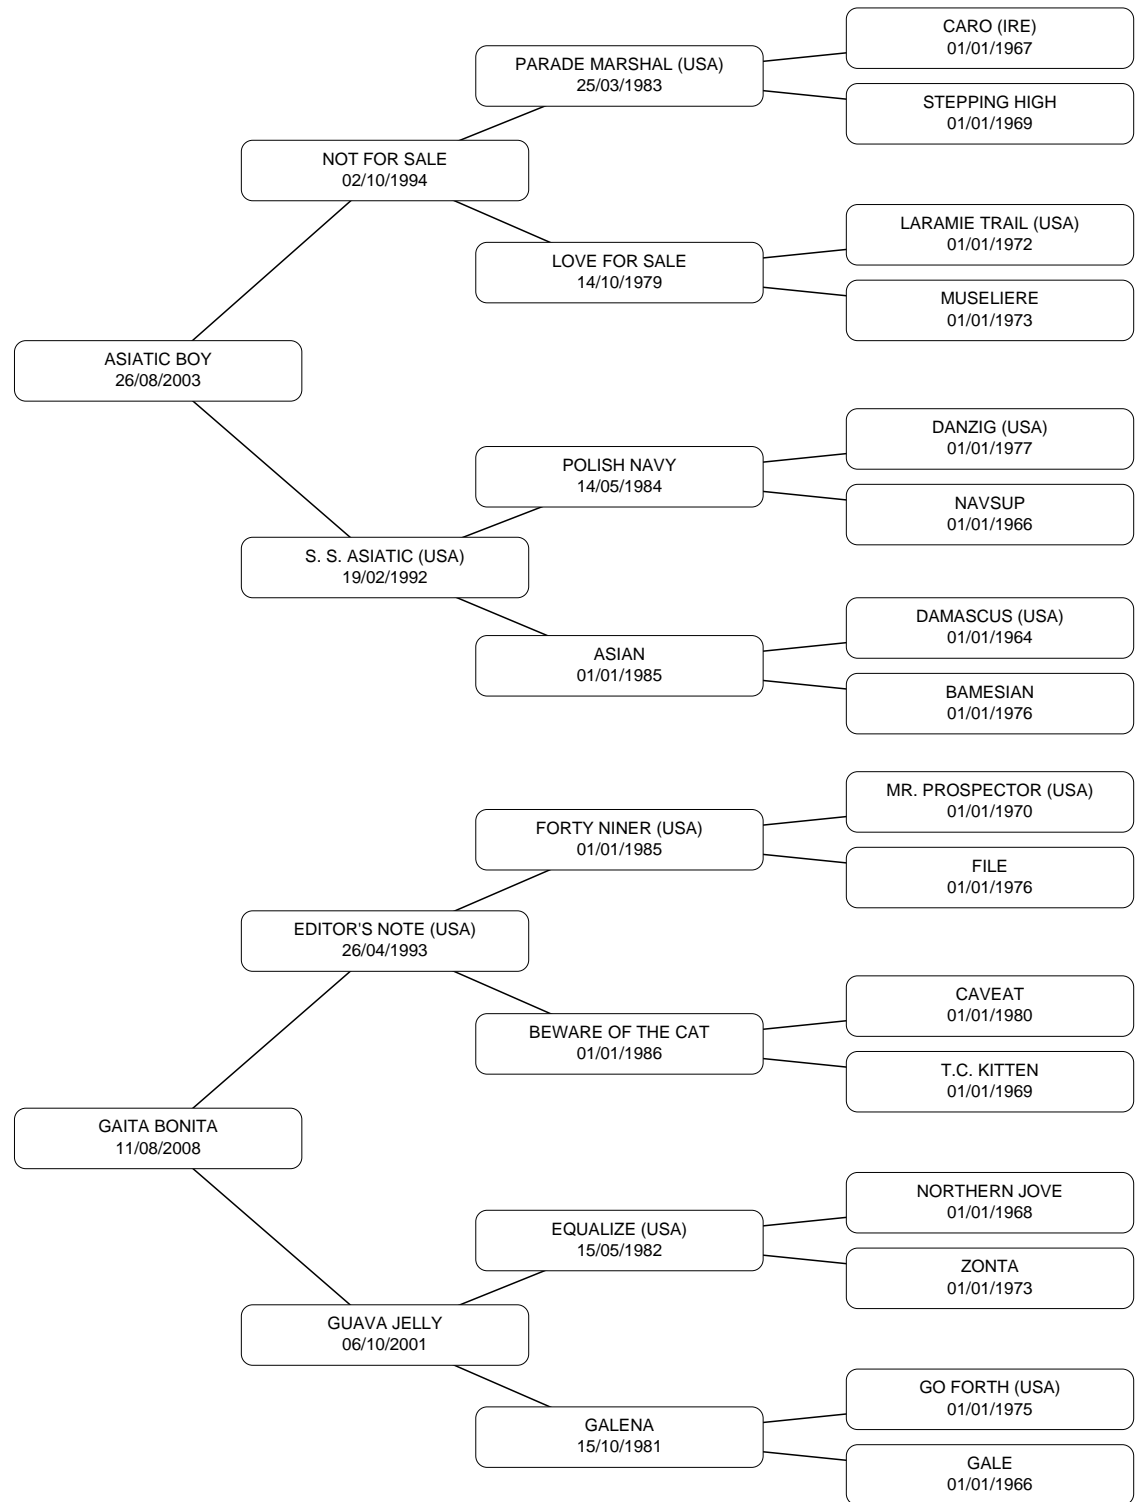 CARO (IRE)
01/01/1967
PARADE MARSHAL (USA)
25/03/1983
STEPPING HIGH
01/01/1969
NOT FOR SALE
02/10/1994
LARAMIE TRAIL (USA)
01/01/1972
LOVE FOR SALE
14/10/1979
MUSELIERE
01/01/1973
ASIATIC BOY
26/08/2003
DANZIG (USA)
01/01/1977
POLISH NAVY
14/05/1984
NAVSUP
01/01/1966
S. S. ASIATIC (USA)
19/02/1992
DAMASCUS (USA)
01/01/1964
ASIAN
01/01/1985
BAMESIAN
01/01/1976
MR. PROSPECTOR (USA)
01/01/1970
FORTY NINER (USA)
01/01/1985
FILE
01/01/1976
EDITOR'S NOTE (USA)
26/04/1993
CAVEAT
01/01/1980
BEWARE OF THE CAT
01/01/1986
T.C. KITTEN
01/01/1969
GAITA BONITA
11/08/2008
NORTHERN JOVE
01/01/1968
EQUALIZE (USA)
15/05/1982
ZONTA
01/01/1973
GUAVA JELLY
06/10/2001
GO FORTH (USA)
01/01/1975
GALENA
15/10/1981
GALE
01/01/1966